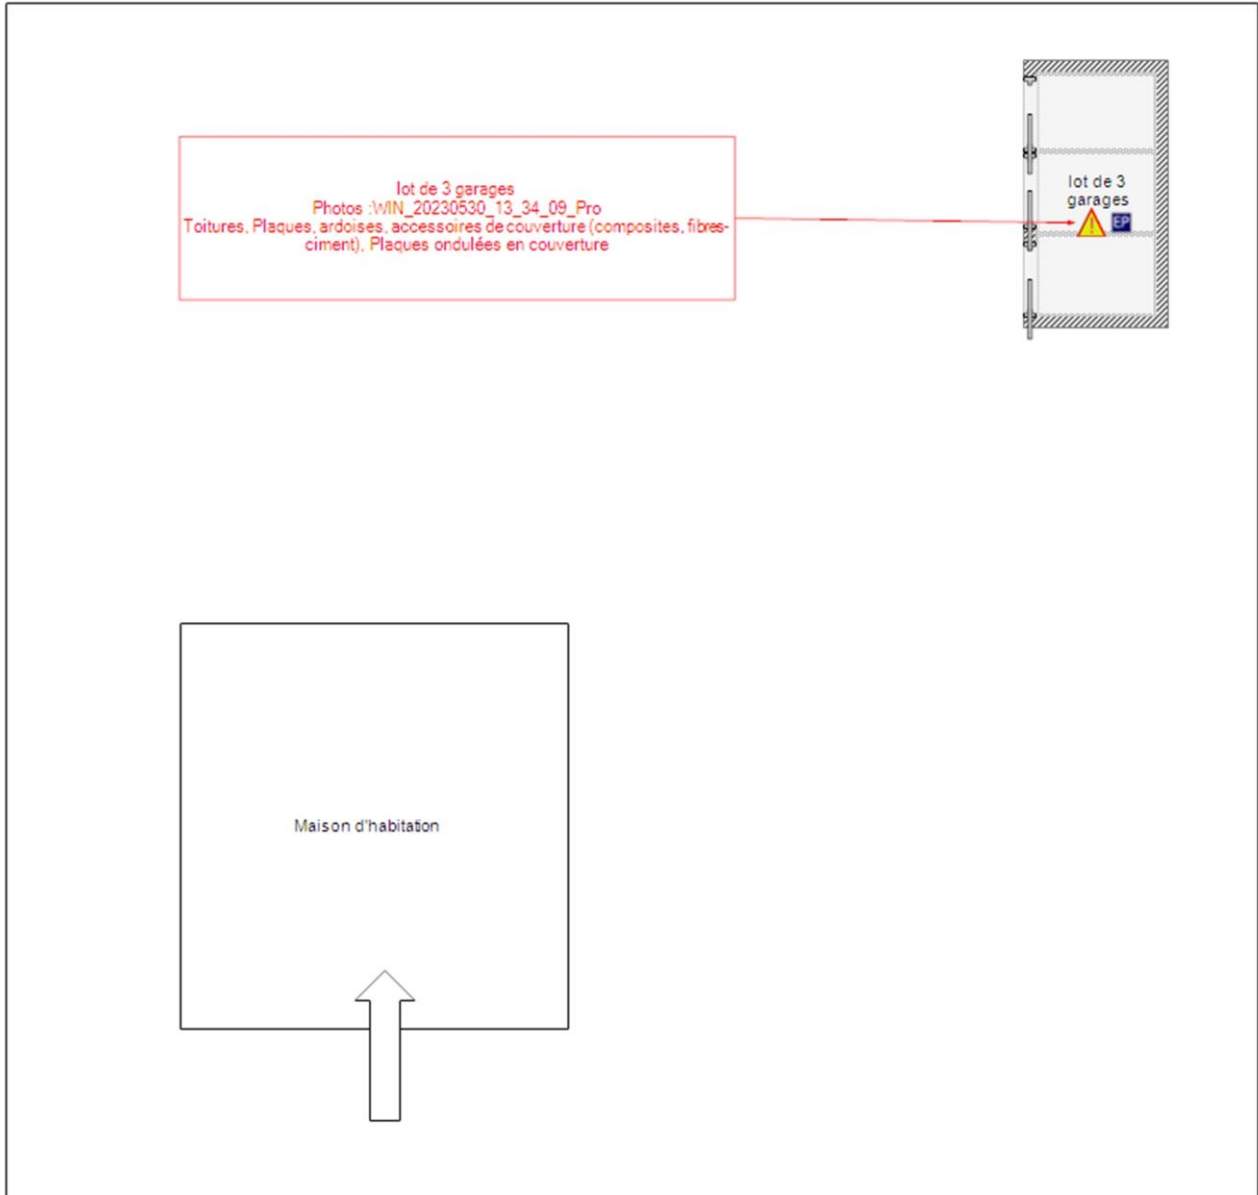 lot de 3 garages
Photos :WIN_20230530_13_34_09_Pro
Toitures, Plaques, ardoises, accessoires de couverture (composites, fibres-
ciment), Plaques ondulées en couverture
lot de 3
garages
EP
Maison d'habitation